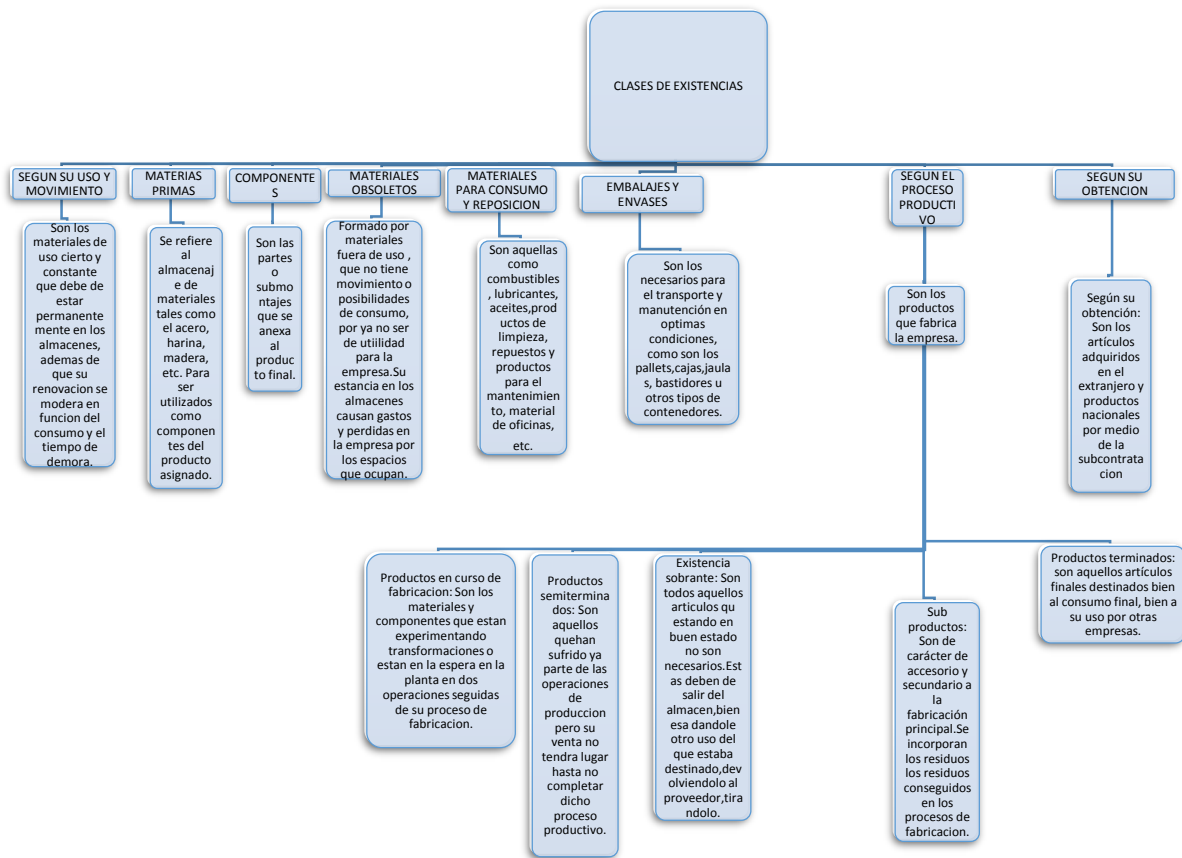 CLASES DE EXISTENCIAS
SEGUN SU USO Y
MOVIMIENTO
Son los
materiales de
uso cierto y
constante
que debe de
estar
permanente
mente en los
almacenes,
ademas de
que su
renovacion se
modera en
funcion del
consumo y el
tiempo de
demora.
MATERIAS
PRIMAS
Se refiere
al
almacenaj
e de
materiales
tales como
el acero,
harina,
madera,
etc. Para
ser
utilizados
como
compone
ntes del
producto
asignado.
COMPONENTE
S
Son las
partes o
submo
ntajes
que se
anexa
al
produc
to final.
MATERIALES
OBSOLETOS
Formado por
materiales
fuera de uso ,
que no tiene
movimiento o
posibilidades
de consumo,
por ya no ser
de utiilidad
para la
empresa.Su
estancia en los
almacenes
causan gastos
y perdidas en
la empresa por
los espacios
que ocupan.
MATERIALES
PARA CONSUMO
Y REPOSICION
Son aquellas
como
combustibles
, lubricantes,
aceites,produ
ctos de
limpieza,
repuestos y
productos
para el
mantenimien
to, material
de oficinas,
etc.
EMBALAJES Y
ENVASES
Son los
necesarios para
el transporte y
manutención en
optimas
condiciones,
como son los
pallets,cajas,jaula
s, bastidores u
otros tipos de
contenedores.
SEGUN EL
PROCESO
PRODUCTI
VO
Son los
productos
que fabrica
la empresa.
SEGUN SU
OBTENCION
Según su
obtención:
Son los
artículos
adquiridos
en el
extranjero y
productos
nacionales
por medio
de la
subcontrata
cion
Productos en curso de
fabricacion: Son los
materiales y
componentes que estan
experimentando
transformaciones o
estan en la espera en la
planta en dos
operaciones seguidas
de su proceso de
fabricacion.
Productos
semitermina
dos: Son
aquellos
quehan
sufrido ya
parte de las
operaciones
de
produccion
pero su
venta no
tendra lugar
hasta no
completar
dicho
proceso
productivo.
Existencia
sobrante: Son
todos aquellos
articulos qu
estando en
buen estado
no son
necesarios.Est
as deben de
salir del
almacen,bien
esa dandole
otro uso del
que estaba
destinado,dev
olviendolo al
proveedor,tira
ndolo.
Sub
productos:
Son de
carácter de
accesorio y
secundario a
la
fabricación
principal.Se
incorporan
los residuos
los residuos
conseguidos
en los
procesos de
fabricacion.
Productos terminados:
son aquellos artículos
finales destinados bien
al consumo final, bien a
su uso por otras
empresas.